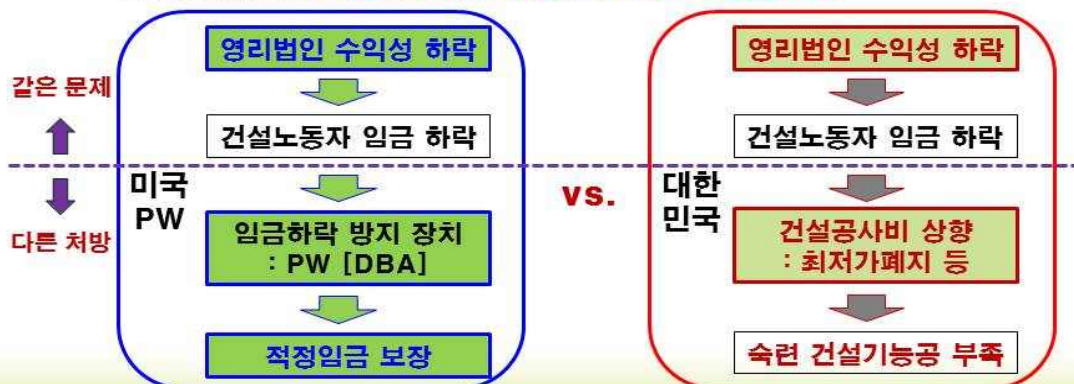 영리법인 수익성 하락
건설노동자 임금 하락
임금하락 방지 장치
: PW [DBA]
적정임금 보장
같은 문제
다른 처방
미국
PW
vs.
대한
민국
영리법인 수익성 하락
건설노동자 임금 하락
건설공사비 상향
: 최저가폐지 등
숙련 건설기능공 부족